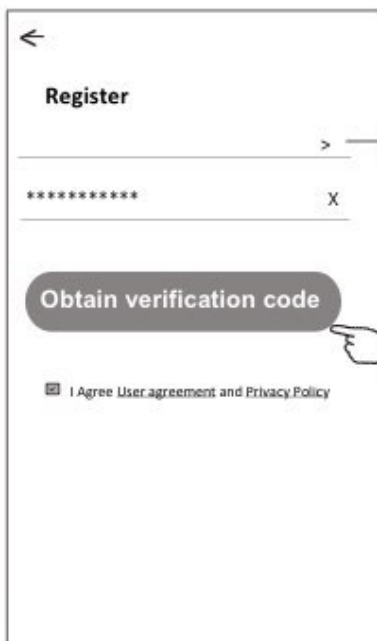 Register
>
***********
X
Obtain verification code
I Agree User agreement and Privacy Policy